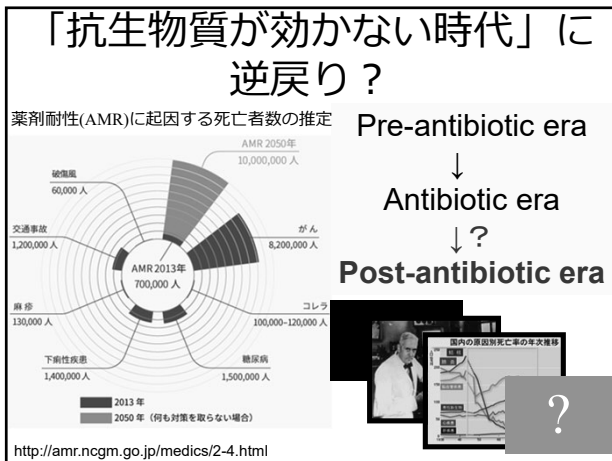 「抗生物質が効かない時代」に
逆戻り？
薬剤耐性(AMR)に起因する死亡者数の推定
AMR 2050年
10,000,000 人
破傷風
60,000 人
交通事故
1,200,000 人
がん
8,200,000 人
AMR 2013年
700,000 人
麻疹
130,000 人
コレラ
100,000–120,000 人
下痢性疾患
1,400,000 人
糖尿病
1,500,000 人
2013 年
2050 年（何も対策を取らない場合）
http://amr.ncgm.go.jp/medics/2-4.html
Pre-antibiotic era
↓
Antibiotic era
↓?
Post-antibiotic era
国内の原因別死亡率の年次推移
?